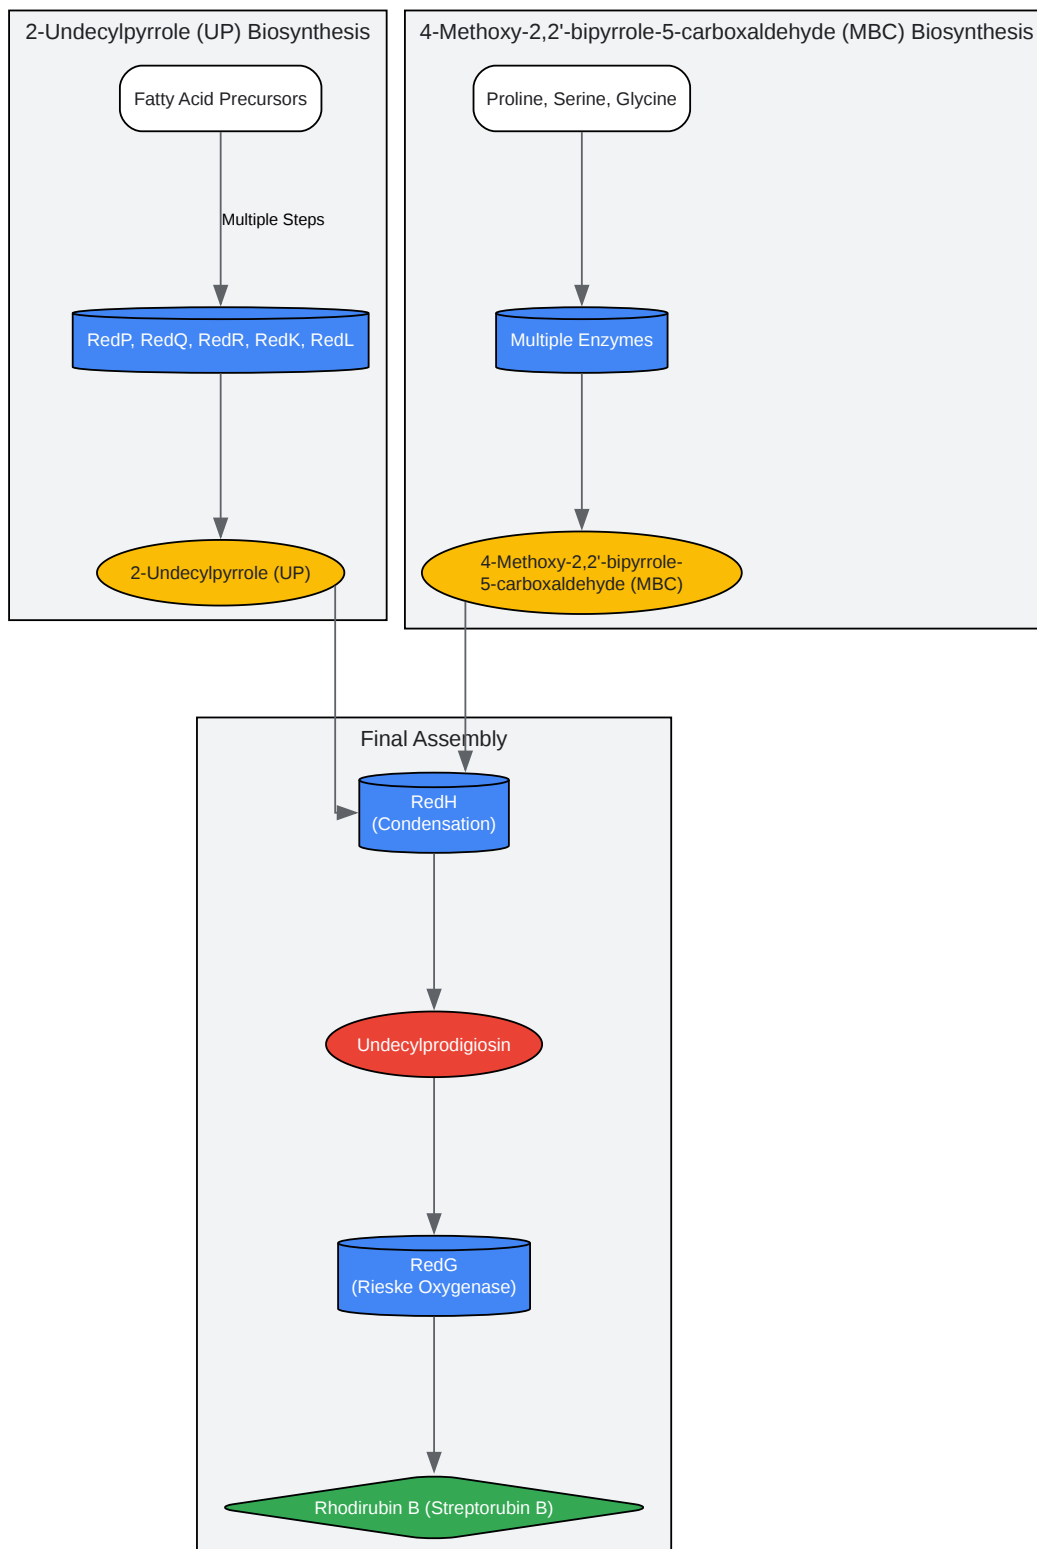 2-Undecylpyrrole (UP) Biosynthesis
Fatty Acid Precursors
Multiple Steps
RedP, RedQ, RedR, RedK, RedL
2-Undecylpyrrole (UP)
4-Methoxy-2,2'-bipyrrole-5-carboxaldehyde (MBC) Biosynthesis
Proline, Serine, Glycine
Multiple Enzymes
4-Methoxy-2,2'-bipyrrole-
5-carboxaldehyde (MBC)
Final Assembly
RedH
(Condensation)
Undecylprodigiosin
RedG
(Rieske Oxygenase)
Rhodirubin B (Streptorubin B)